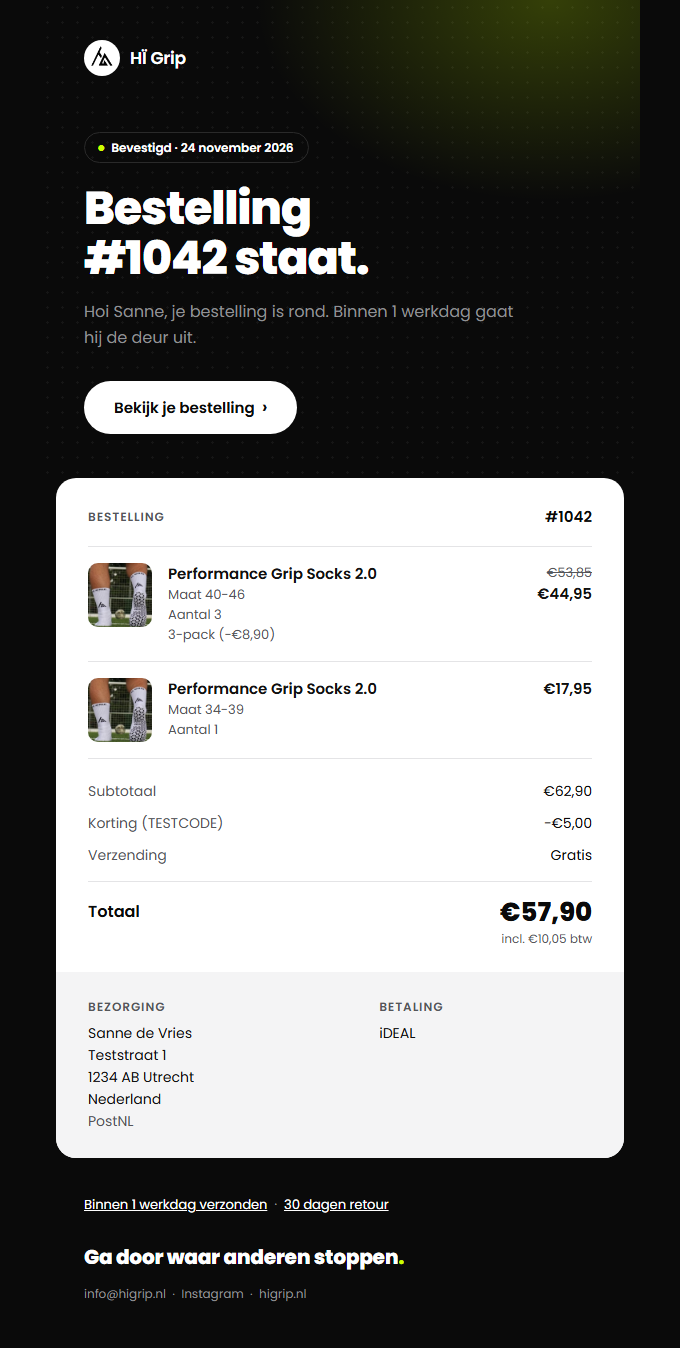 HÏ Grip
Bevestigd · 24 november 2026
Bestelling
#1042 staat.
Hoi Sanne, je bestelling is rond. Binnen 1 werkdag gaat
hij de deur uit.
Bekijk je bestelling ›
BESTELLING #1042
Performance Grip Socks 2.0 €53,85
Maat 40-46 €44,95
Aantal 3
3-pack (-€8,90)
Performance Grip Socks 2.0 €17,95
Maat 34-39
Aantal 1
Subtotaal €62,90
Korting (TESTCODE) -€5,00
Verzending Gratis
Totaal €57,90
incl. €10,05 btw
BEZORGING BETALING
Sanne de Vries iDEAL
Teststraat 1
1234 AB Utrecht
Nederland
PostNL
Binnen 1 werkdag verzonden · 30 dagen retour
Ga door waar anderen stoppen.
info@higrip.nl · Instagram · higrip.nl